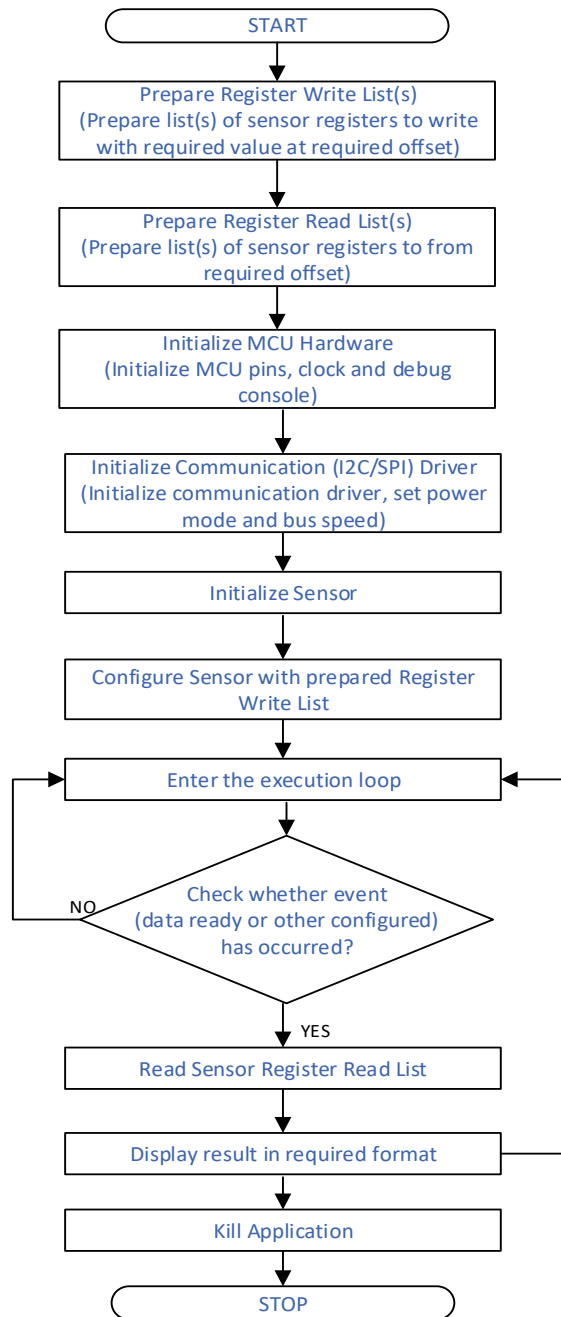 START
Prepare Register Write List(s)
(Prepare list(s) of sensor registers to write
with required value at required offset)
Prepare Register Read List(s)
(Prepare list(s) of sensor registers to from
required offset)
Initialize MCU Hardware
(Initialize MCU pins, clock and debug
console)
Initialize Communication (I2C/SPI) Driver
(Initialize communication driver, set power
mode and bus speed)
Initialize Sensor
Configure Sensor with prepared Register
Write List
Enter the execution loop
Check whether event
(data ready or other configured)
has occurred?
NO
YES
Read Sensor Register Read List
Display result in required format
Kill Application
STOP